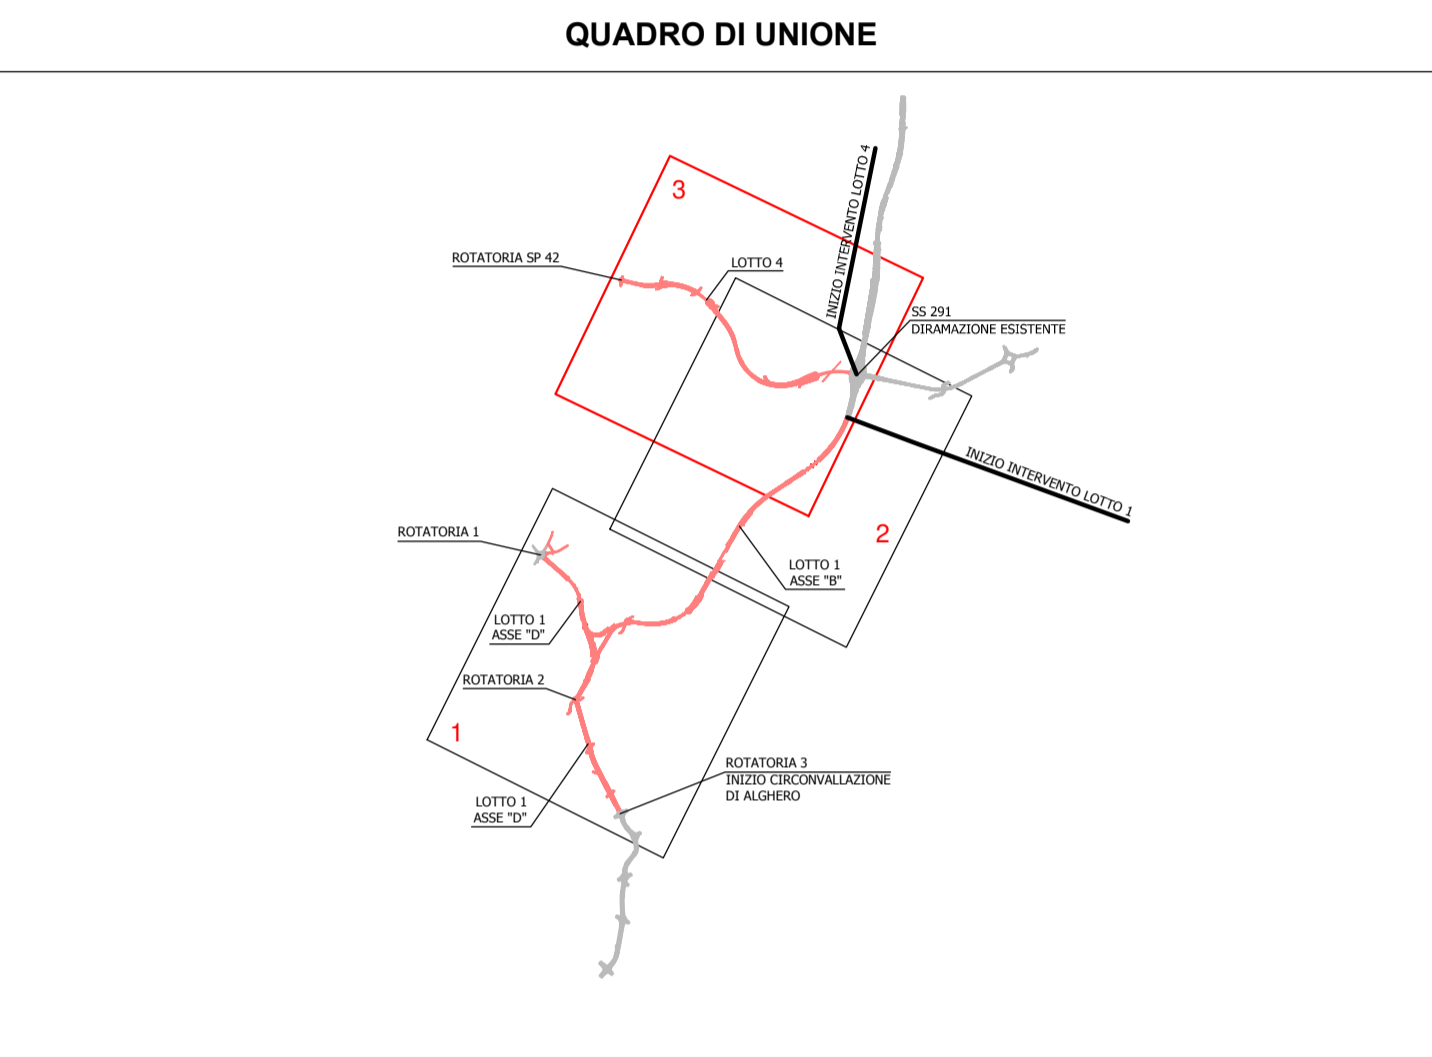 QUADRO DI UNIONE
INIZIO INTERVENTO LOTTO 4
3
ROTATORIA SP 42
LOTTO 4
SS 291
DIRAMAZIONE ESISTENTE
INIZIO INTERVENTO LOTTO 1
2
ROTATORIA 1
LOTTO 1
ASSE "B"
LOTTO 1
ASSE "D"
ROTATORIA 2
1
ROTATORIA 3
INIZIO CIRCONVALLAZIONE
DI ALGHERO
LOTTO 1
ASSE "D"